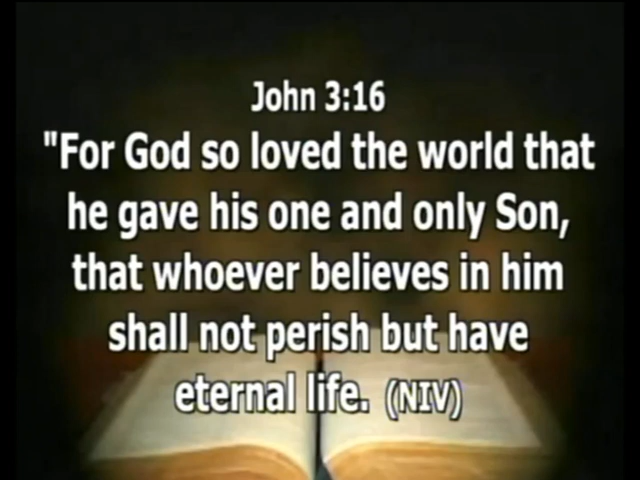 John 3:16
"For God so loved the world that
he gave his one and only Son,
that whoever believes in him
shall not perish but have
eternal life. (NIV)